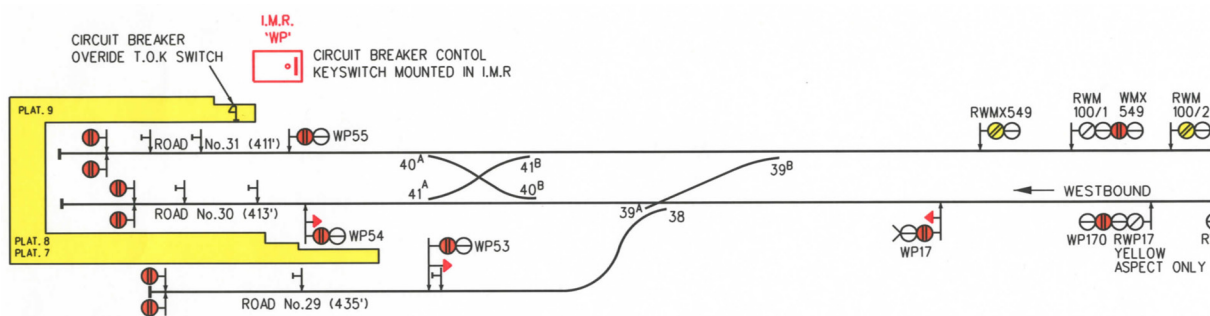 I.M.R.
'WP'
CIRCUIT BREAKER
OVERIDE T.O.K SWITCH
CIRCUIT BREAKER CONTOL
KEYSWITCH MOUNTED IN I.M.R
PLAT. 9
RWMX549
RWM
100/1
WMX
549
RWM
100/2
ROAD No.31 (411')
WP55
40A
41B
39B
41A
40B
WESTBOUND
ROAD No.30 (413')
39A
38
PLAT. 8
PLAT. 7
WP54
WP53
WP17
WP170
RWP17
YELLOW
ASPECT ONLY
R
ROAD No.29 (435')